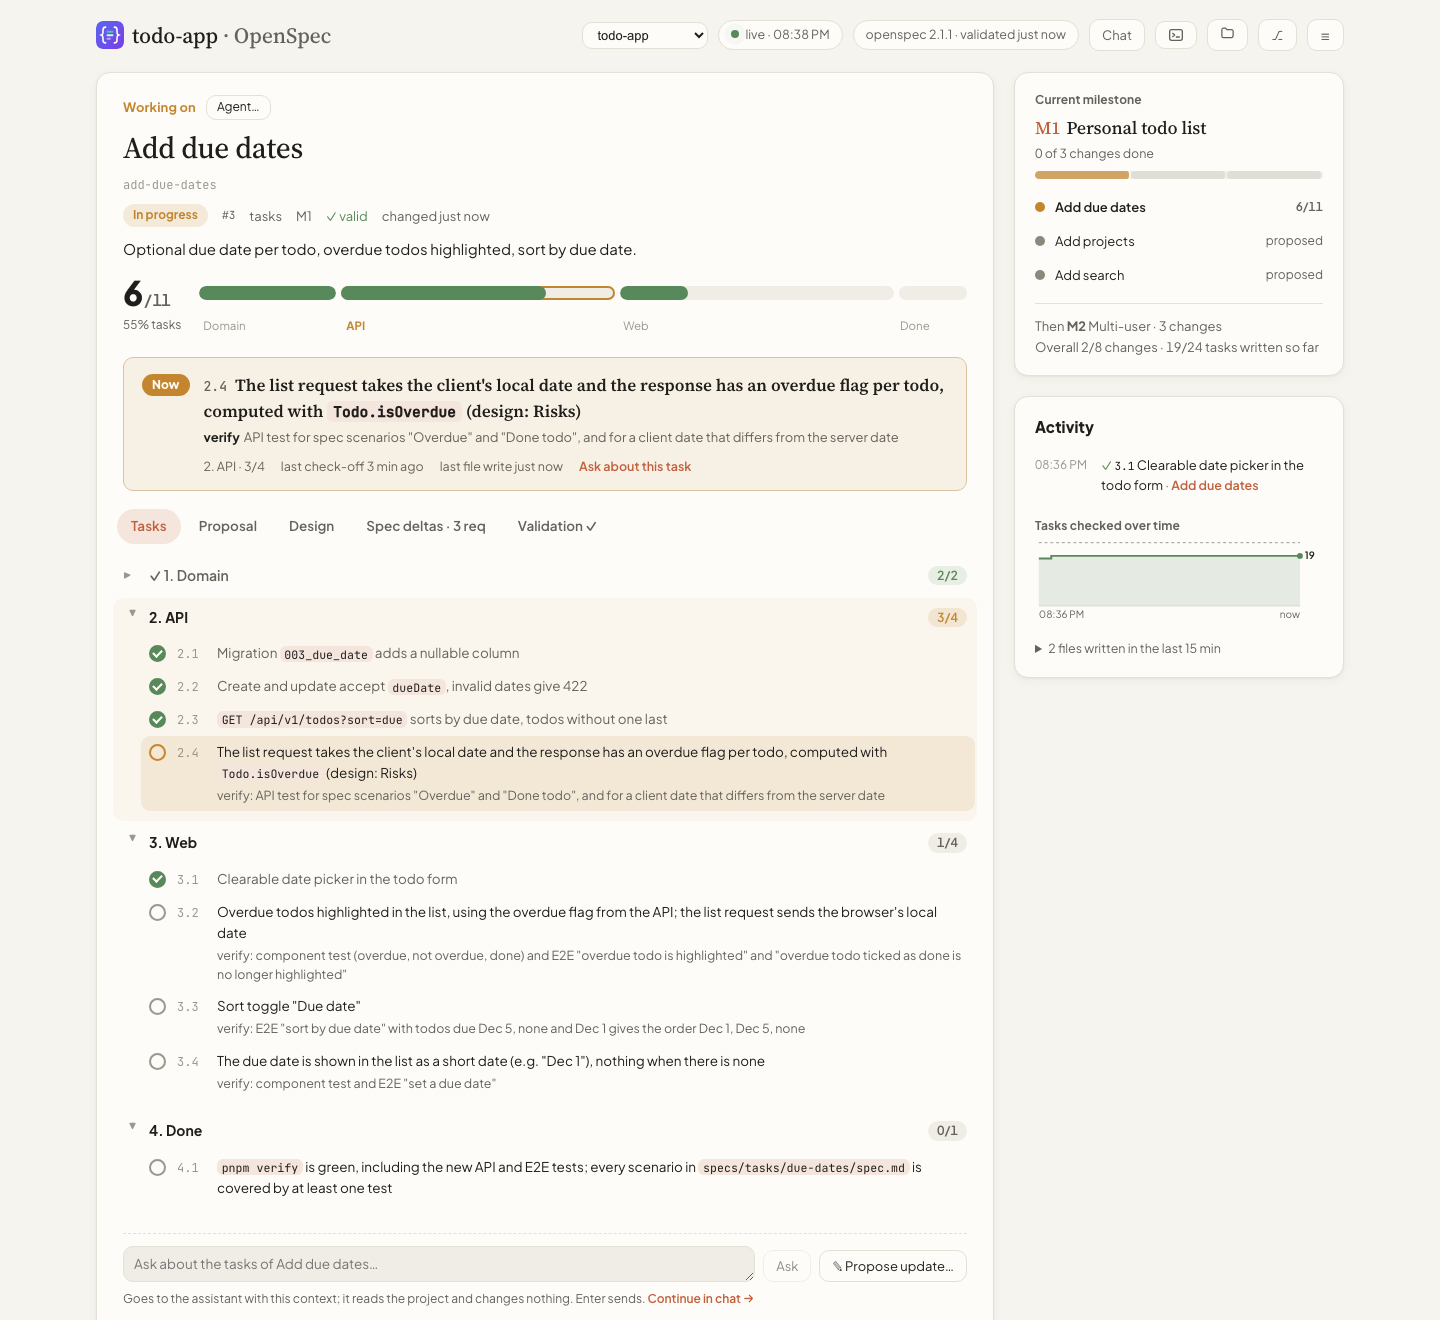 todo-app · OpenSpec
todo-app
live · 08:38 PM
openspec 2.1.1 · validated just now
Chat
Working on
Agent…
Add due dates
add-due-dates
In progress
#3
tasks
M1
✓ valid
changed just now
Optional due date per todo, overdue todos highlighted, sort by due date.
6/11
55% tasks
Domain
API
Web
Done
Now
2.4 The list request takes the client's local date and the response has an overdue flag per todo,
computed with Todo.isOverdue (design: Risks)
verify API test for spec scenarios "Overdue" and "Done todo", and for a client date that differs from the server date
2. API · 3/4
last check-off 3 min ago
last file write just now
Ask about this task
Tasks
Proposal
Design
Spec deltas · 3 req
Validation ✓
✓ 1. Domain
2/2
2. API
3/4
2.1 Migration 003_due_date adds a nullable column
2.2 Create and update accept dueDate, invalid dates give 422
2.3 GET /api/v1/todos?sort=due sorts by due date, todos without one last
2.4 The list request takes the client's local date and the response has an overdue flag per todo, computed with
Todo.isOverdue (design: Risks)
verify: API test for spec scenarios "Overdue" and "Done todo", and for a client date that differs from the server date
3. Web
1/4
3.1 Clearable date picker in the todo form
3.2 Overdue todos highlighted in the list, using the overdue flag from the API; the list request sends the browser's local
date
verify: component test (overdue, not overdue, done) and E2E "overdue todo is highlighted" and "overdue todo ticked as done is
no longer highlighted"
3.3 Sort toggle "Due date"
verify: E2E "sort by due date" with todos due Dec 5, none and Dec 1 gives the order Dec 1, Dec 5, none
3.4 The due date is shown in the list as a short date (e.g. "Dec 1"), nothing when there is none
verify: component test and E2E "set a due date"
4. Done
0/1
4.1 pnpm verify is green, including the new API and E2E tests; every scenario in specs/tasks/due-dates/spec.md is
covered by at least one test
Ask about the tasks of Add due dates…
Ask
✎ Propose update…
Goes to the assistant with this context; it reads the project and changes nothing. Enter sends. Continue in chat →
Current milestone
M1 Personal todo list
0 of 3 changes done
Add due dates
6/11
Add projects
proposed
Add search
proposed
Then M2 Multi-user · 3 changes
Overall 2/8 changes · 19/24 tasks written so far
Activity
08:36 PM
✓ 3.1 Clearable date picker in the
todo form · Add due dates
Tasks checked over time
19
08:36 PM
now
2 files written in the last 15 min